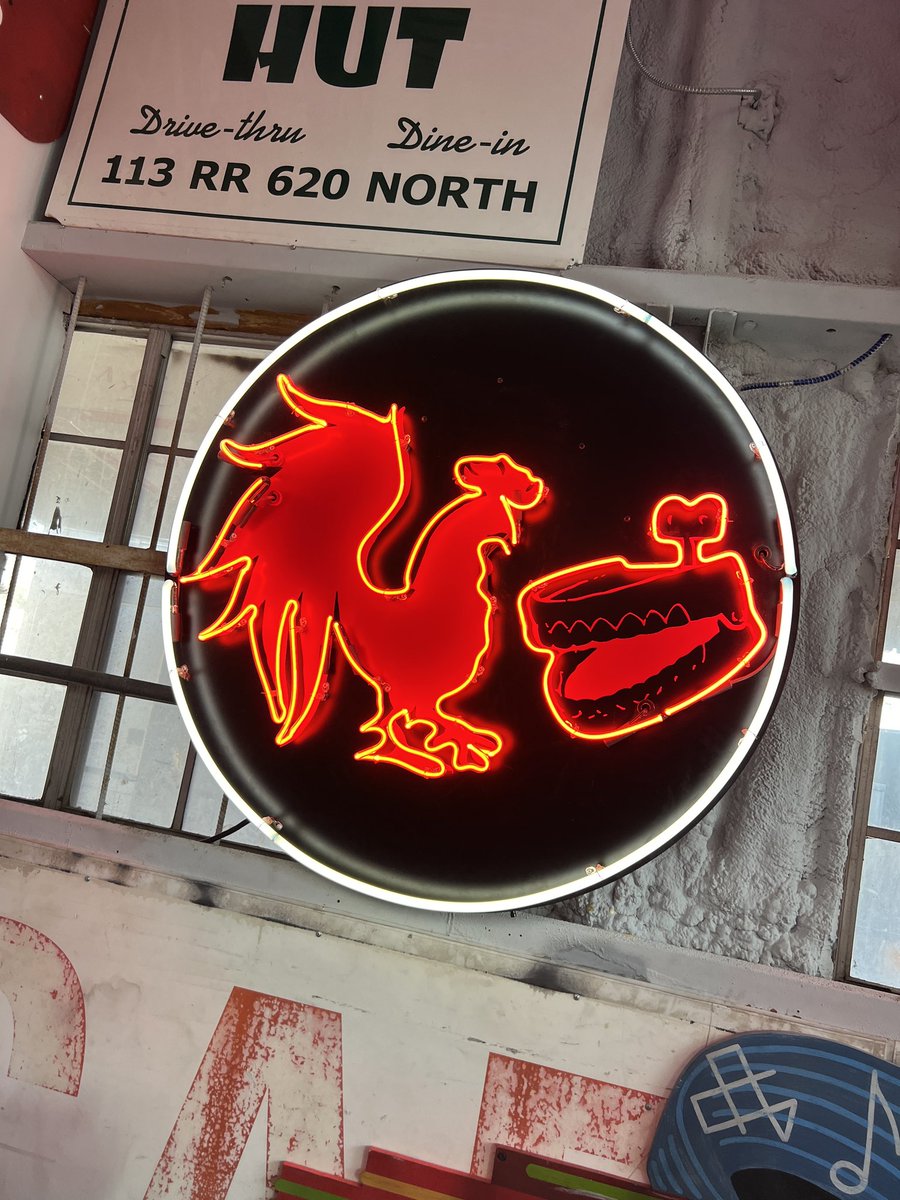 HUT
Drive-thru Dine-in
113 RR 620 NORTH